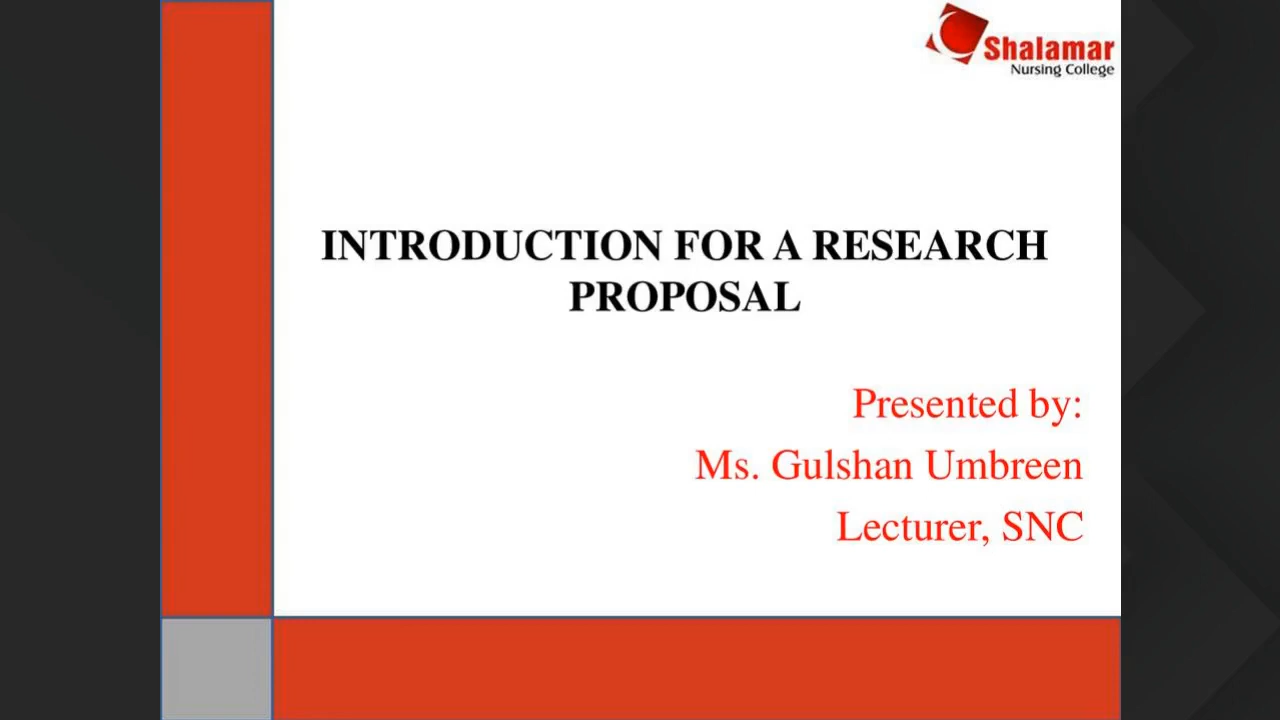 Shalamar
Nursing College
INTRODUCTION FOR A RESEARCH
PROPOSAL
Presented by:
Ms. Gulshan Umbreen
Lecturer, SNC